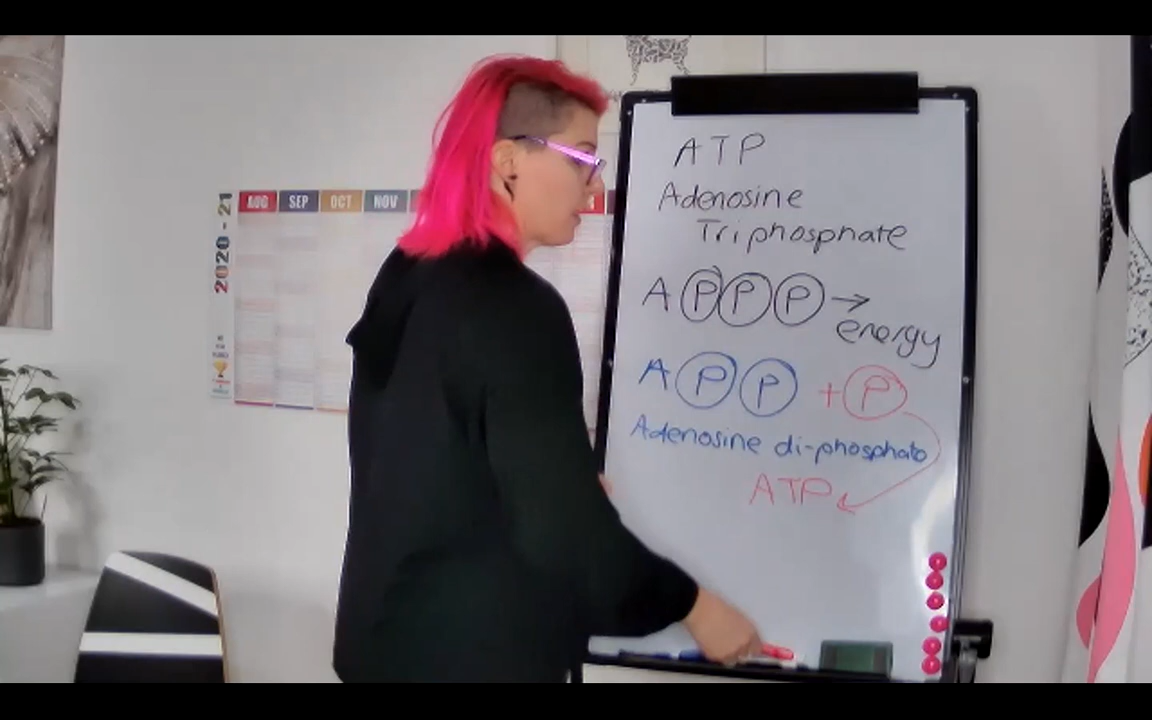 2020 - 21
AUG SEP OCT NOV
ATP
Adenosine
Triphosphate
A P P P →
energy
A P P + P
Adenosine di-phosphate
ATP